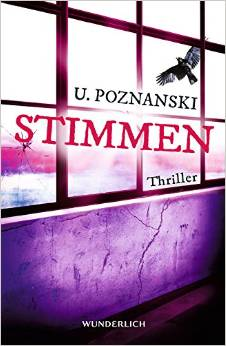 U. POZNANSKI
STIMMEN
Thriller
WUNDERLICH